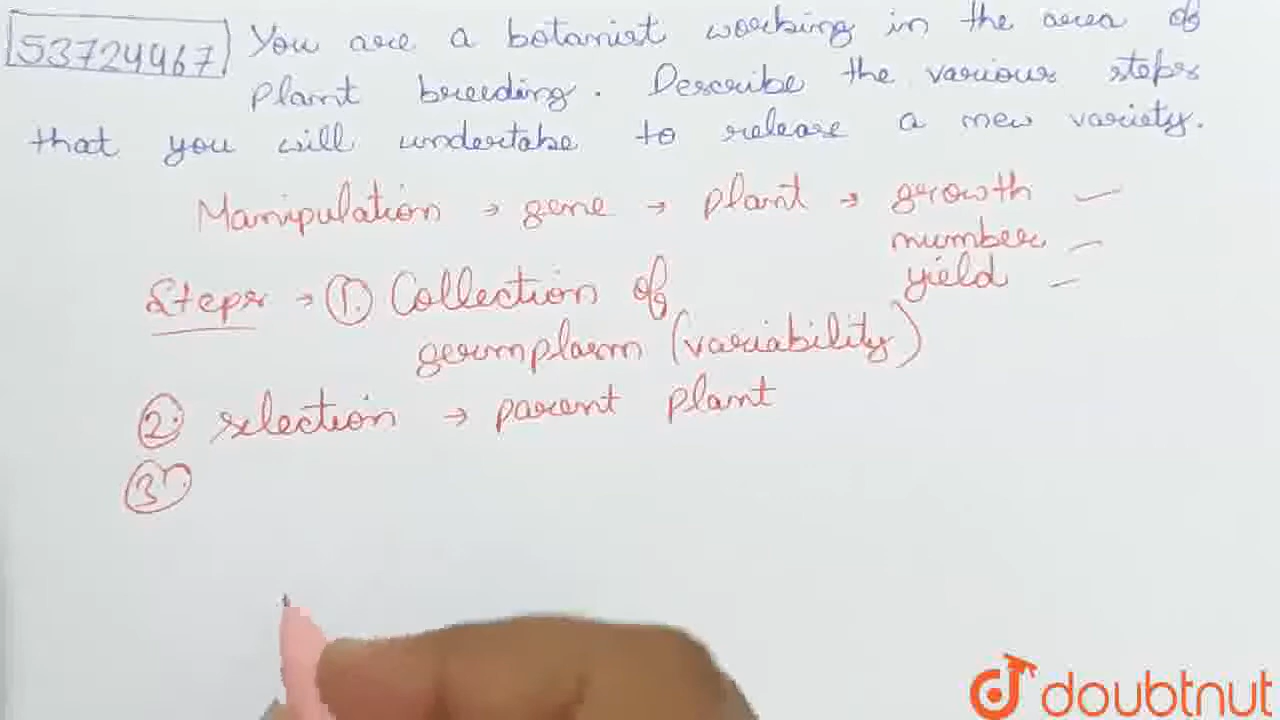 53724467 You are a botanist working in the area of
plant breeding. Describe the various steps
that you will undertake to release a new variety.
Manipulation → gene → plant → growth
number
yield
Steps → 1. Collection of
germplasm (variability)
2. selection → parent plant
3.
doubtnut